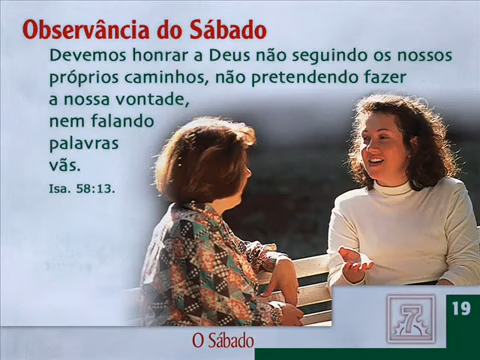 Observância do Sábado
Devemos honrar a Deus não seguindo os nossos
próprios caminhos, não pretendendo fazer
a nossa vontade,
nem falando
palavras
vãs.
Isa. 58:13.
7
19
O Sábado